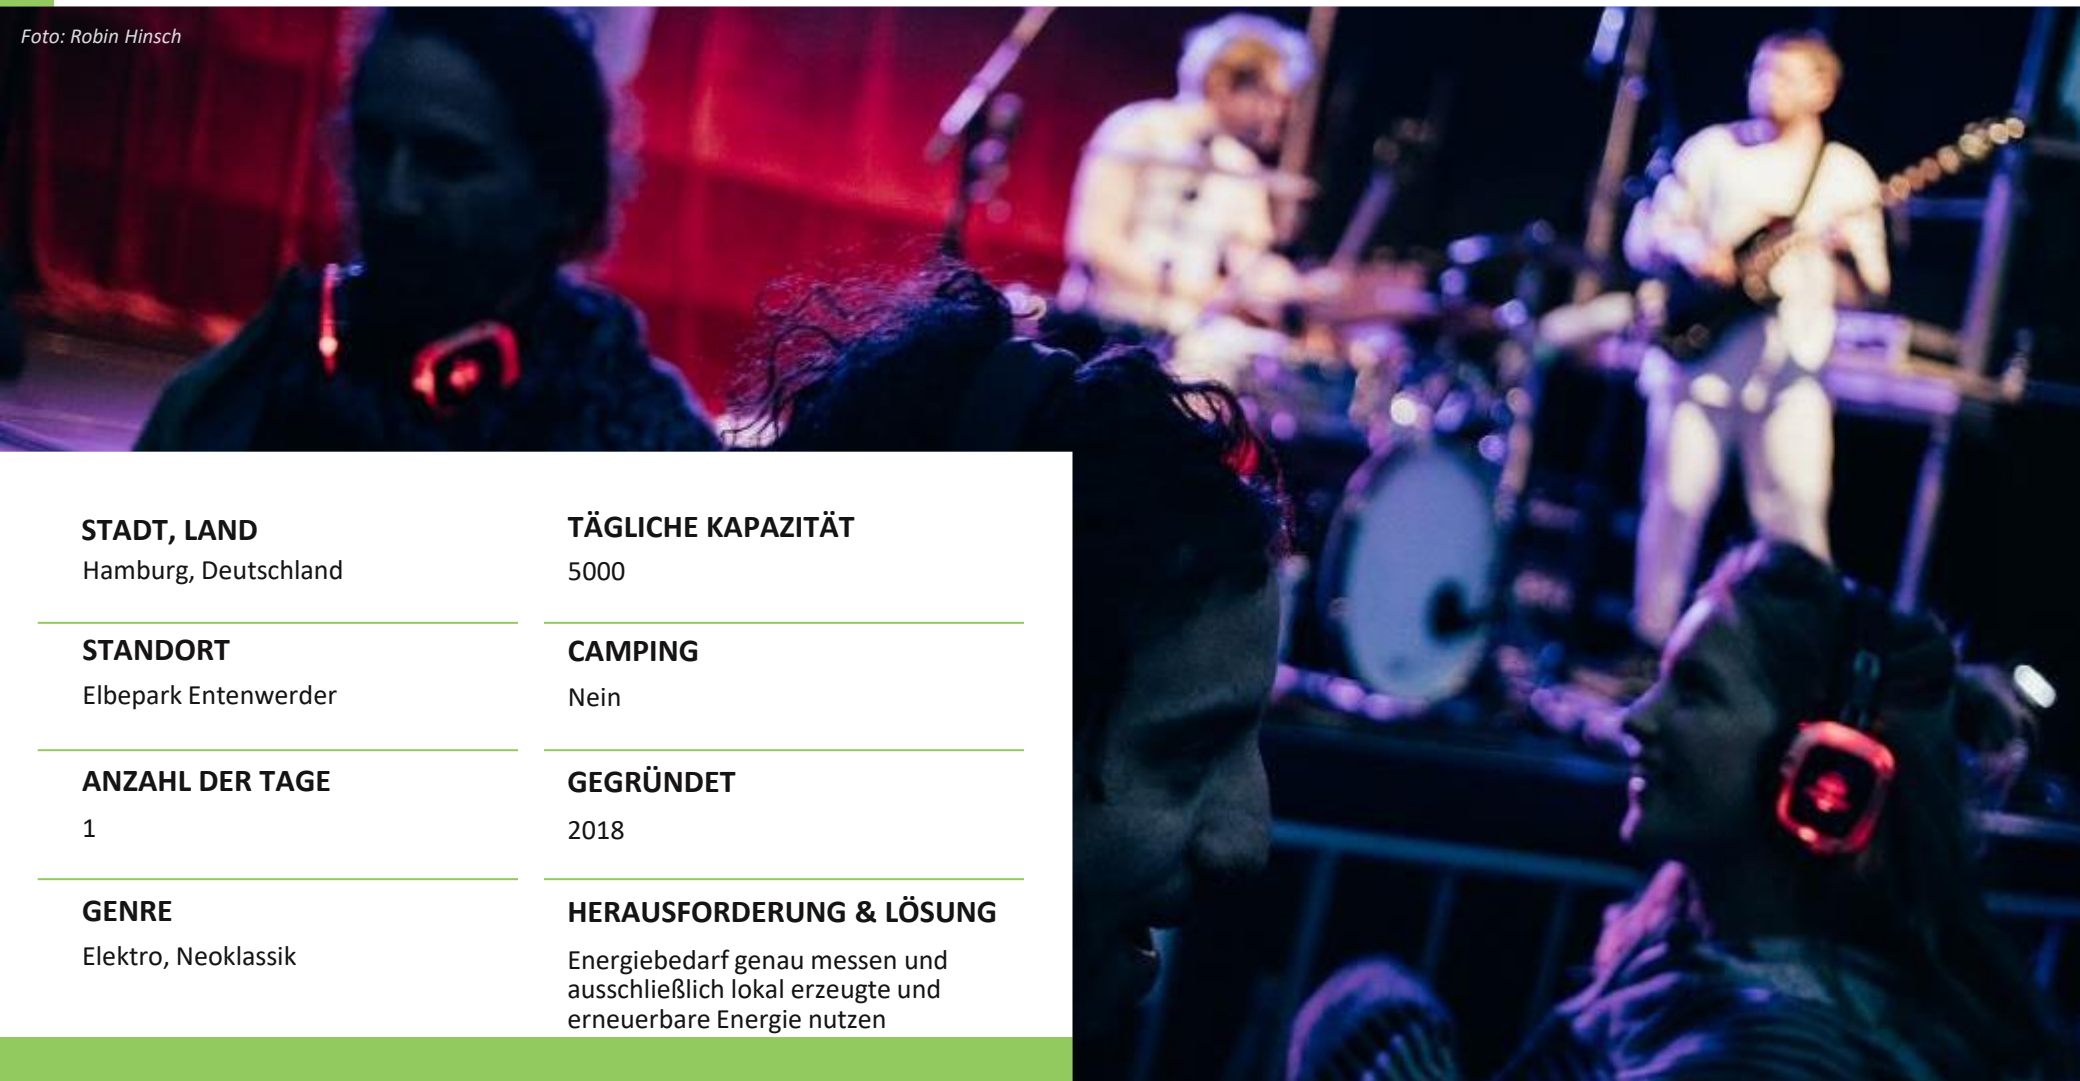 Foto: Robin Hinsch
STADT, LAND
Hamburg, Deutschland
TÄGLICHE KAPAZITÄT
5000
STANDORT
Elbepark Entenwerder
CAMPING
Nein
ANZAHL DER TAGE
1
GEGRÜNDET
2018
GENRE
Elektro, Neoklassik
HERAUSFORDERUNG & LÖSUNG
Energiebedarf genau messen und
ausschließlich lokal erzeugte und
erneuerbare Energie nutzen